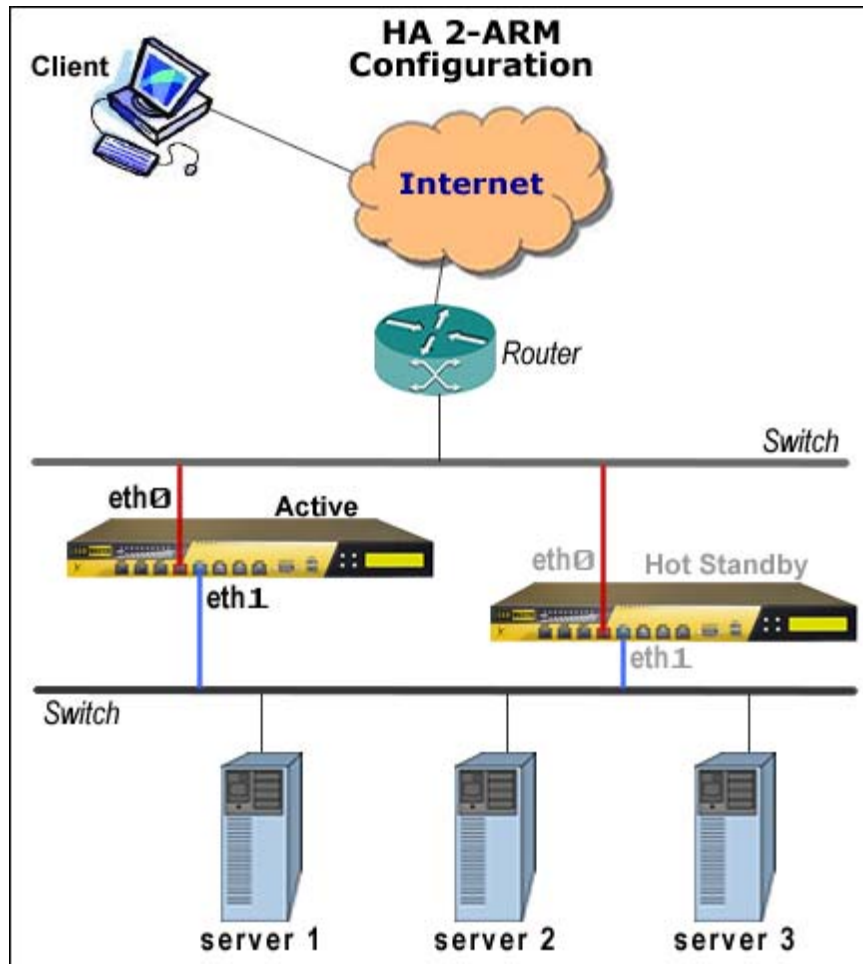 HA 2-ARM
Configuration
Client
Internet
Router
Switch
eth0
Active
eth1
eth0
Hot Standby
eth1
Switch
server 1
server 2
server 3